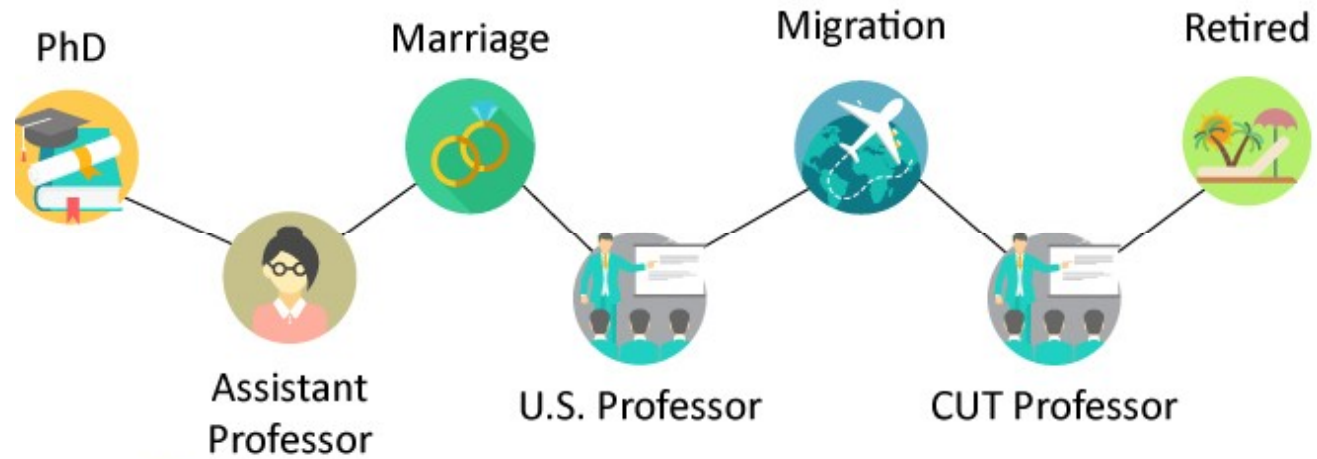 PhD
Assistant
Professor
Marriage
U.S. Professor
Migration
CUT Professor
Retired